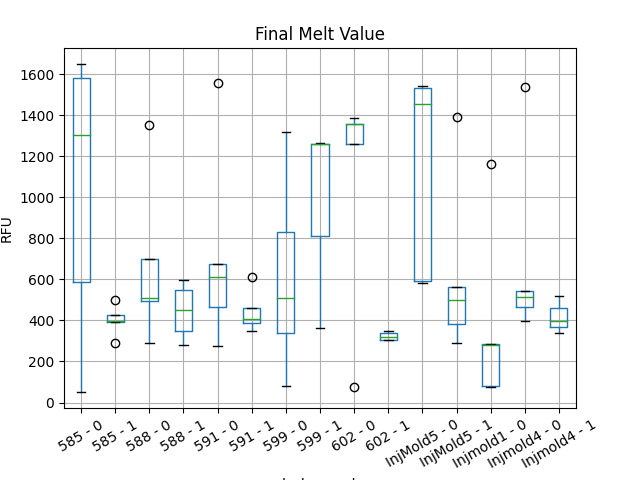 Final Melt Value
RFU
1600
1400
1200
1000
800
600
400
200
0
585 - 0
585 - 1
588 - 0
588 - 1
591 - 0
591 - 1
599 - 0
599 - 1
602 - 0
602 - 1
InjMold5 - 0
InjMold5 - 1
Injmold1 - 0
Injmold4 - 0
Injmold4 - 1